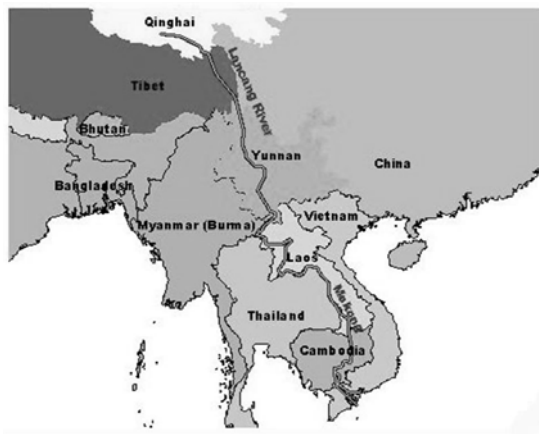 Qinghai
Lancang River
Tibet
Bhutan
Yunnan
China
Bangladesh
Myanmar (Burma)
Vietnam
Laos
Mekong
Thailand
Cambodia